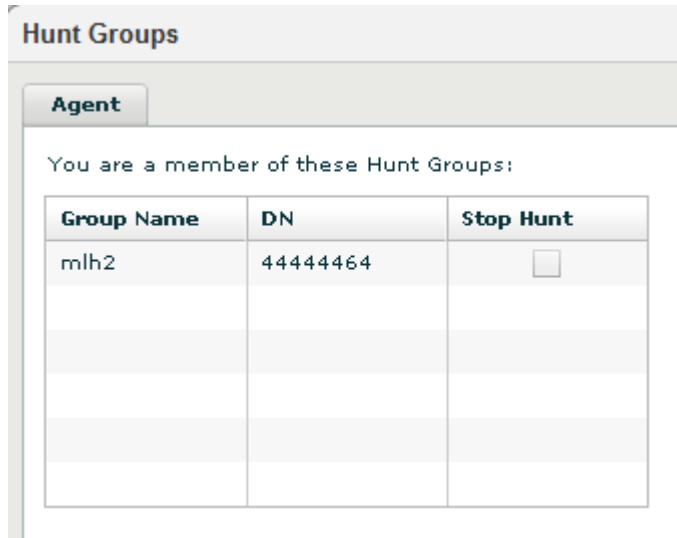 Hunt Groups
Agent
You are a member of these Hunt Groups:
Group Name DN Stop Hunt
mlh2 44444464